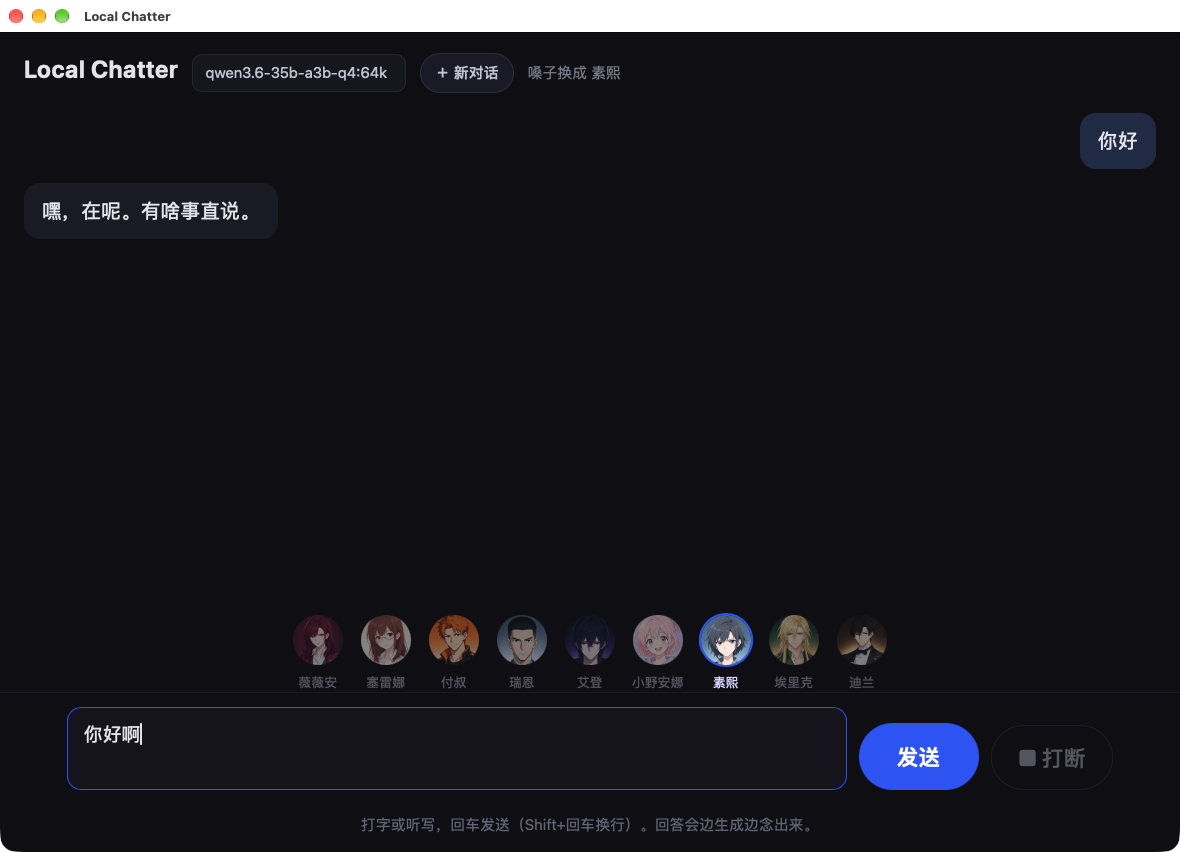 Local Chatter
Local Chatter
qwen3.6-35b-a3b-q4:64k
+ 新对话
嗓子换成 素熙
你好
嘿，在呢。有啥事直说。
薇薇安
塞雷娜
付叔
瑞恩
艾登
小野安娜
素熙
埃里克
迪兰
你好啊
发送
打断
打字或听写，回车发送（Shift+回车换行）。回答会边生成边念出来。